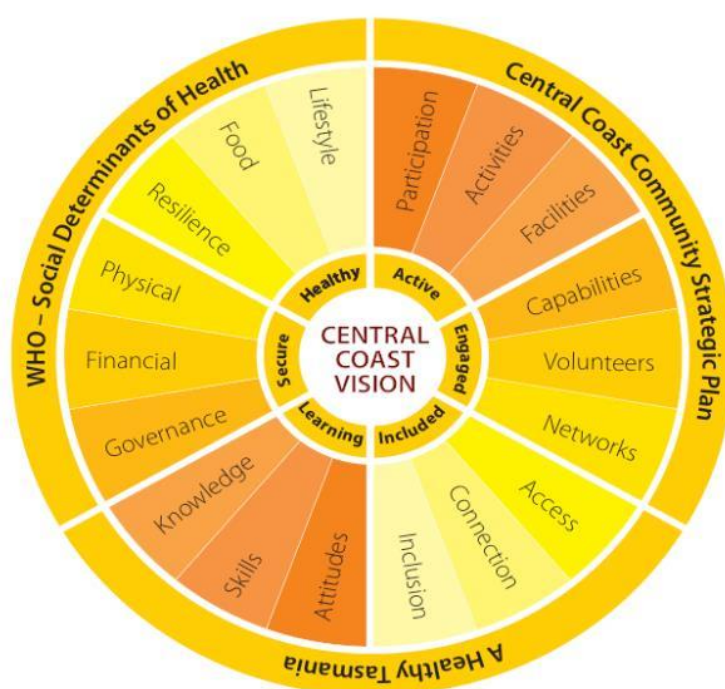 WHO – Social Determinants of Health
Central Coast Community Strategic Plan
A Healthy Tasmania
CENTRAL
COAST
VISION
Active
Engaged
Included
Learning
Secure
Healthy
Participation
Activities
Facilities
Capabilities
Volunteers
Networks
Access
Connection
Inclusion
Attitudes
Skills
Knowledge
Governance
Financial
Physical
Resilience
Food
Lifestyle